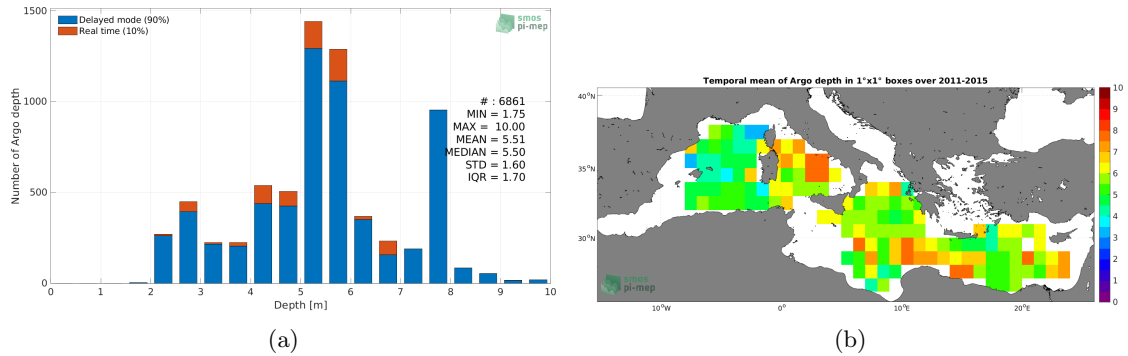 1500
1000
500
0
Number of Argo depth
Delayed mode (90%)
Real time (10%)
smos
pi-mep
# : 6861
MIN = 1.75
MAX = 10.00
MEAN = 5.51
MEDIAN = 5.50
STD = 1.60
IQR = 1.70
0 1 2 3 4 5 6 7 8 9 10
Depth [m]
(a)
Temporal mean of Argo depth in 1°x1° boxes over 2011-2015
40°N
35°N
30°N
10°W 0° 10°E 20°E
smos
pi-mep
10
9
8
7
6
5
4
3
2
1
0
(b)